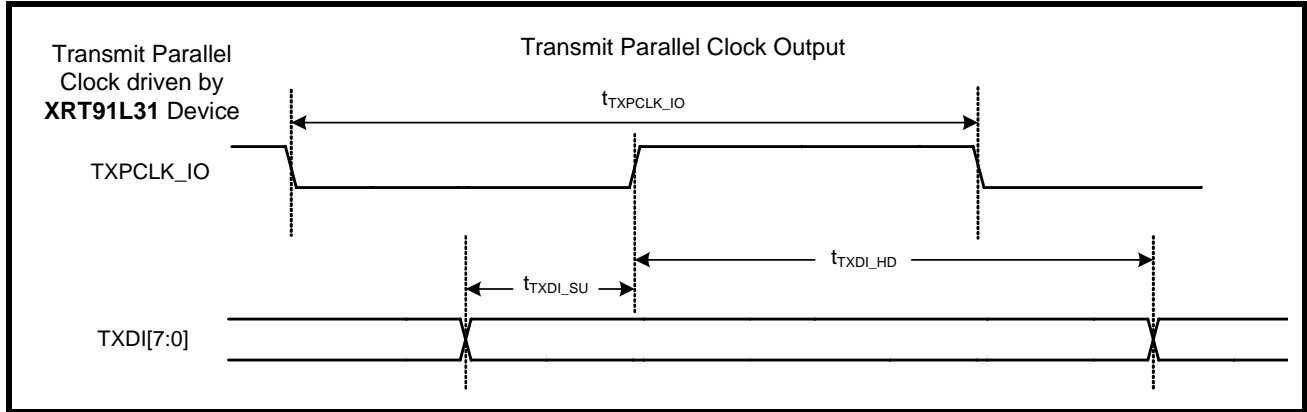 Transmit Parallel
Clock driven by
XRT91L31 Device
Transmit Parallel Clock Output
tTXPCLK_IO
TXPCLK_IO
tTXDI_HD
tTXDI_SU
TXDI[7:0]